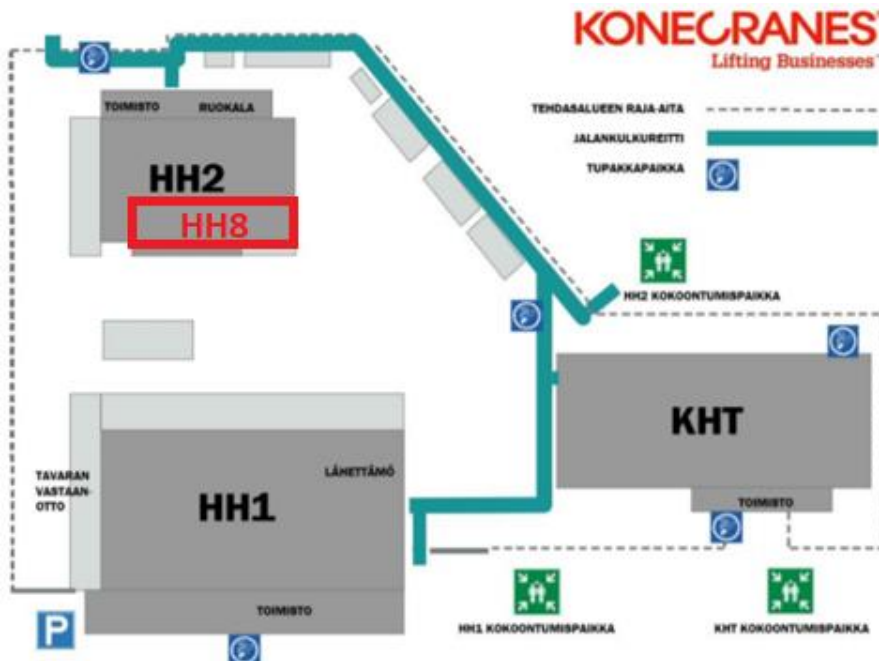 KONECRANES
Lifting Businesses
TEHDASALUEEN RAJA-AITA
JALANKULKUREITTI
TUPAKKAPAIKKA
TOIMISTO
RUOKALA
HH2
HH8
HH2 KOKOONTUMISPAIKKA
KHT
TOIMISTO
TAVARAN
VASTAAN-
OTTO
LÄHETTÄMÖ
HH1
TOIMISTO
P
HH1 KOKOONTUMISPAIKKA
KHT KOKOONTUMISPAIKKA